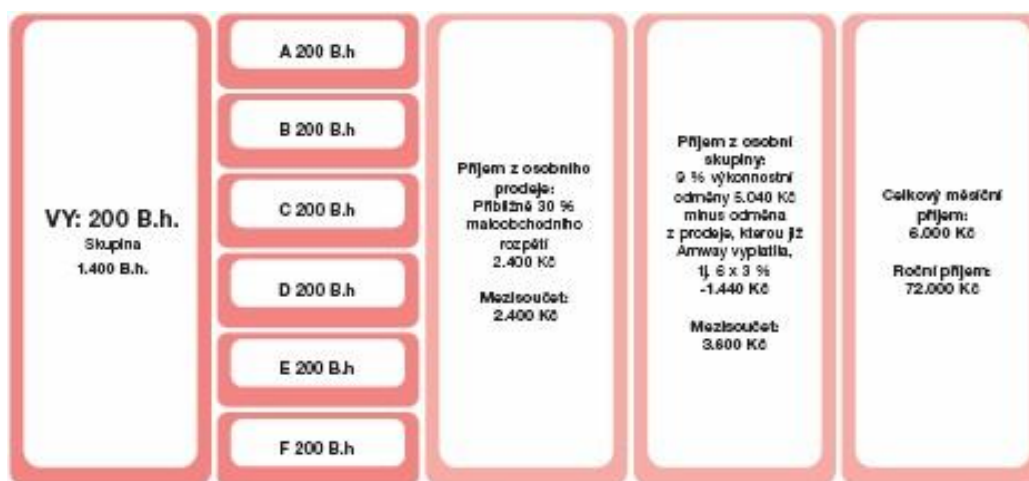 VY: 200 B.h.
Skupina
1.400 B.h.
A 200 B.h
B 200 B.h
C 200 B.h
D 200 B.h
E 200 B.h
F 200 B.h
Příjem z osobního
prodeje:
Přibližně 30 %
maloobchodního
rozpětí
2.400 Kč
Mezisoučet:
2.400 Kč
Příjem z osobní
skupiny:
9 % výkonnostní
odměny 5.040 Kč
minus odměna
z prodeje, kterou již
Amway vyplatila,
tj. 6 x 3 %
-1.440 Kč
Mezisoučet:
3.600 Kč
Celkový měsíční
příjem:
6.000 Kč
Roční příjem:
72.000 Kč